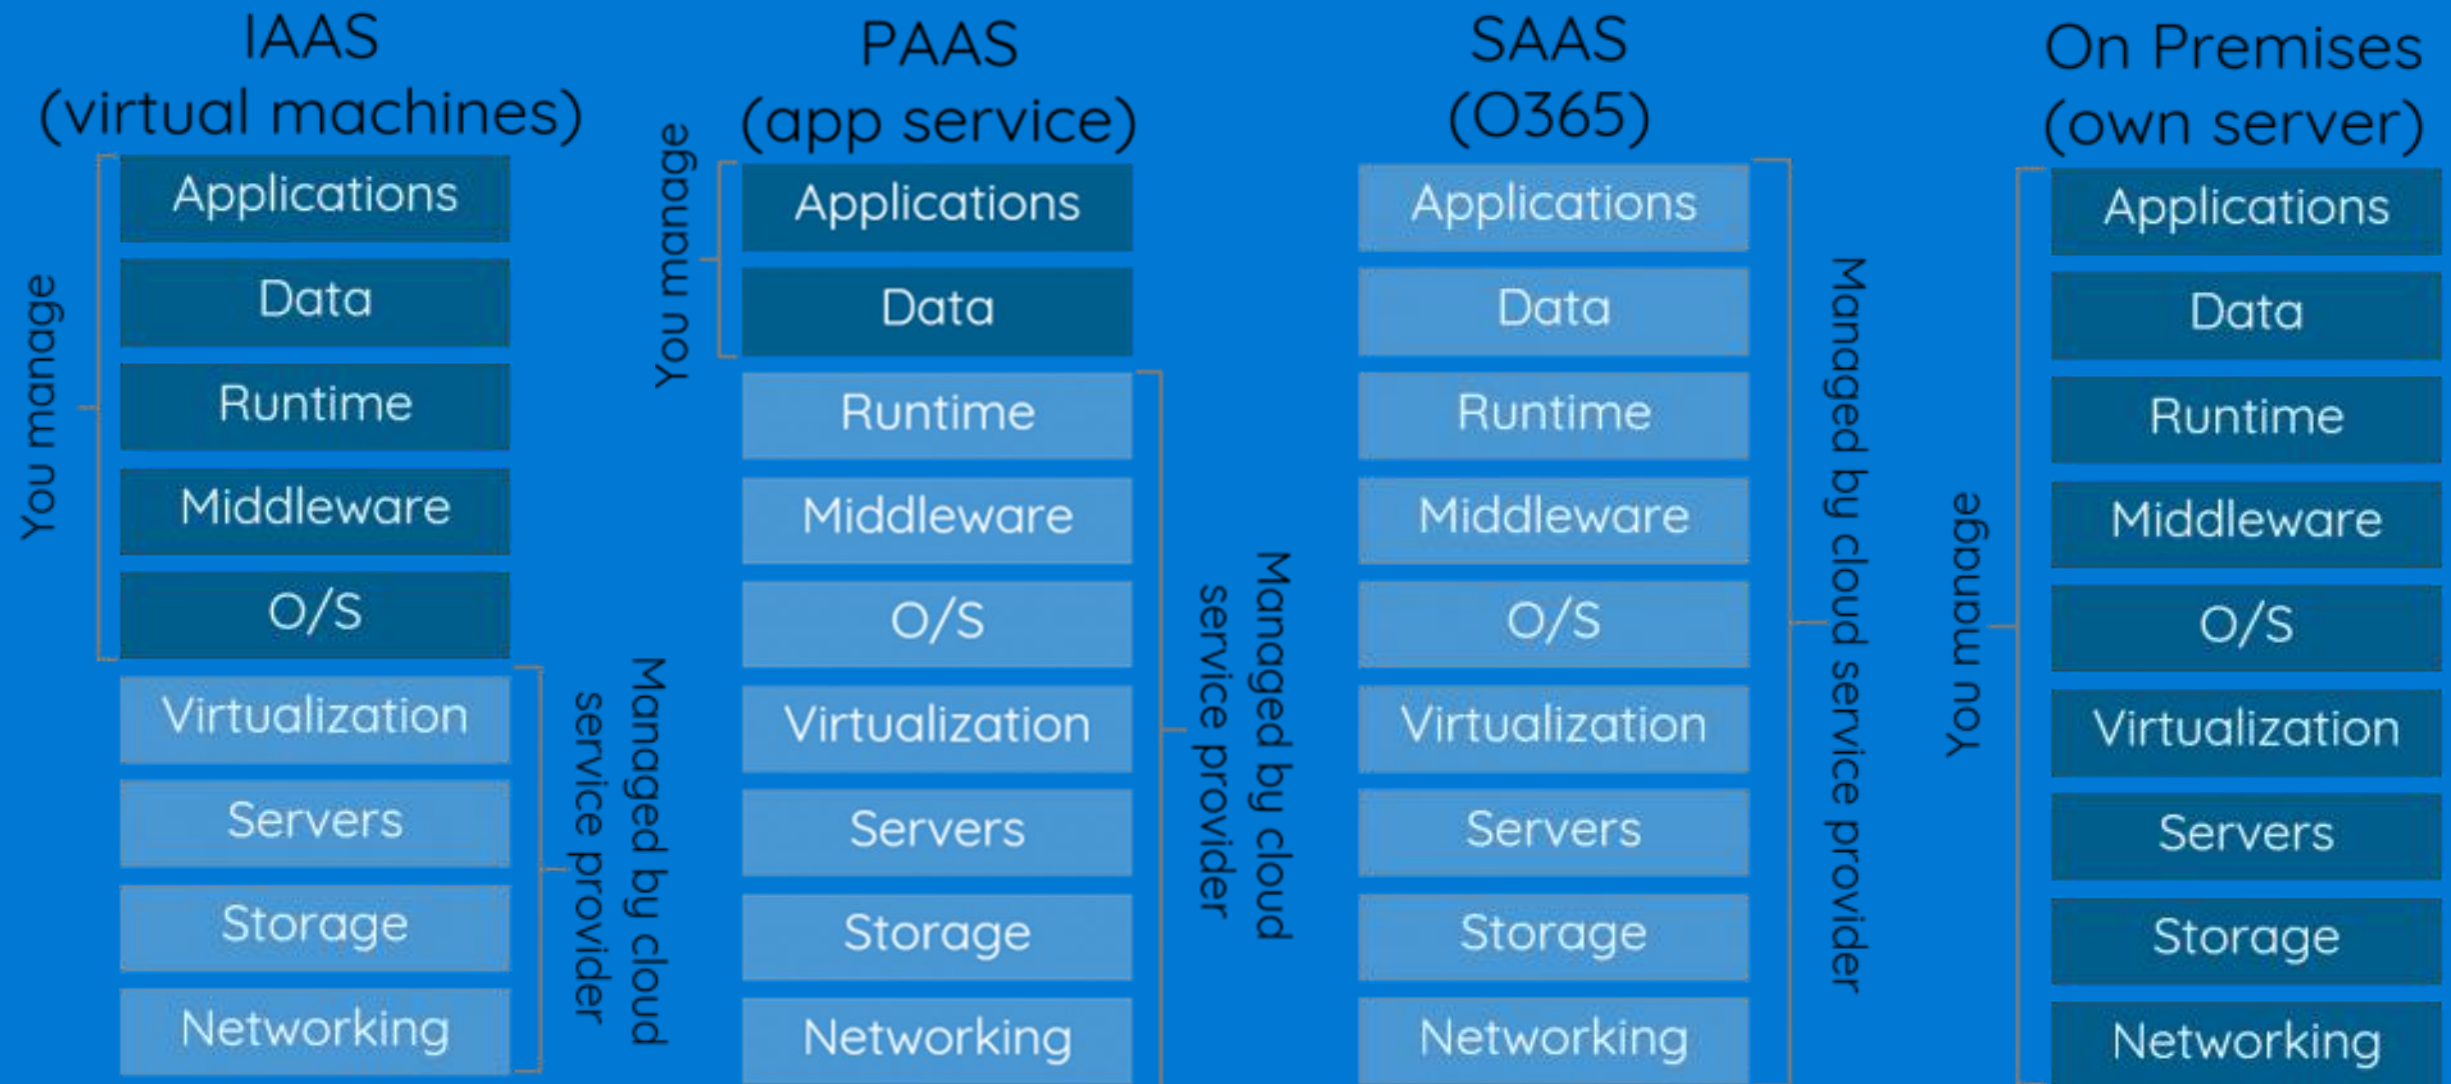 IAAS
(virtual machines)
You manage
Applications
Data
Runtime
Middleware
O/S
Virtualization
Servers
Storage
Networking
Managed by cloud
service provider
PAAS
(app service)
You manage
Applications
Data
Runtime
Middleware
O/S
Virtualization
Servers
Storage
Networking
Managed by cloud
service provider
SAAS
(O365)
Applications
Data
Runtime
Middleware
O/S
Virtualization
Servers
Storage
Networking
Managed by cloud service provider
On Premises
(own server)
You manage
Applications
Data
Runtime
Middleware
O/S
Virtualization
Servers
Storage
Networking